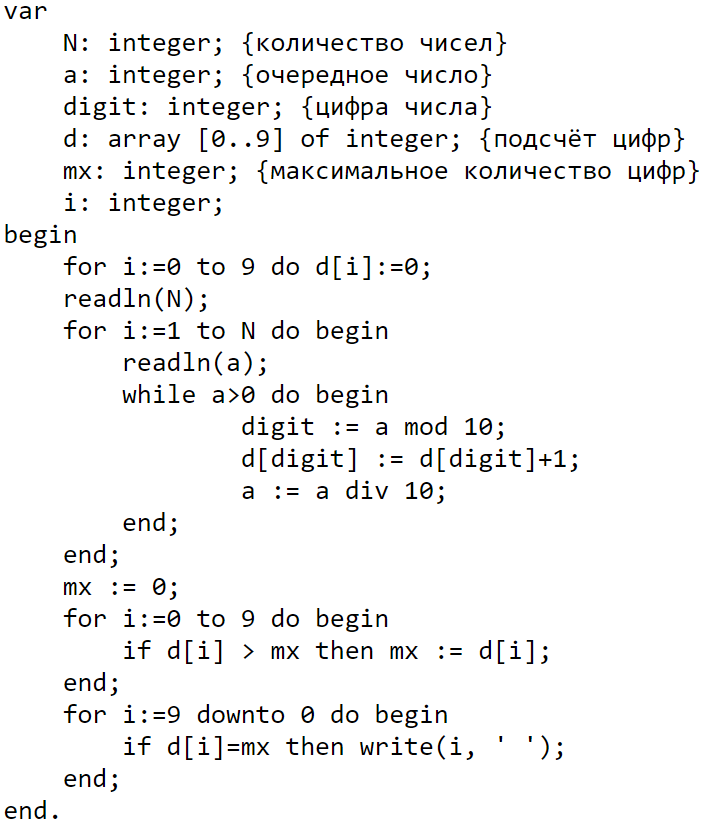 var
    N: integer; {количество чисел}
    a: integer; {очередное число}
    digit: integer; {цифра числа}
    d: array [0..9] of integer; {подсчёт цифр}
    mx: integer; {максимальное количество цифр}
    i: integer;
begin
    for i:=0 to 9 do d[i]:=0;
    readln(N);
    for i:=1 to N do begin
        readln(a);
        while a>0 do begin
                digit := a mod 10;
                d[digit] := d[digit]+1;
                a := a div 10;
        end;
    end;
    mx := 0;
    for i:=0 to 9 do begin
        if d[i] > mx then mx := d[i];
    end;
    for i:=9 downto 0 do begin
        if d[i]=mx then write(i, ' ');
    end;
end.